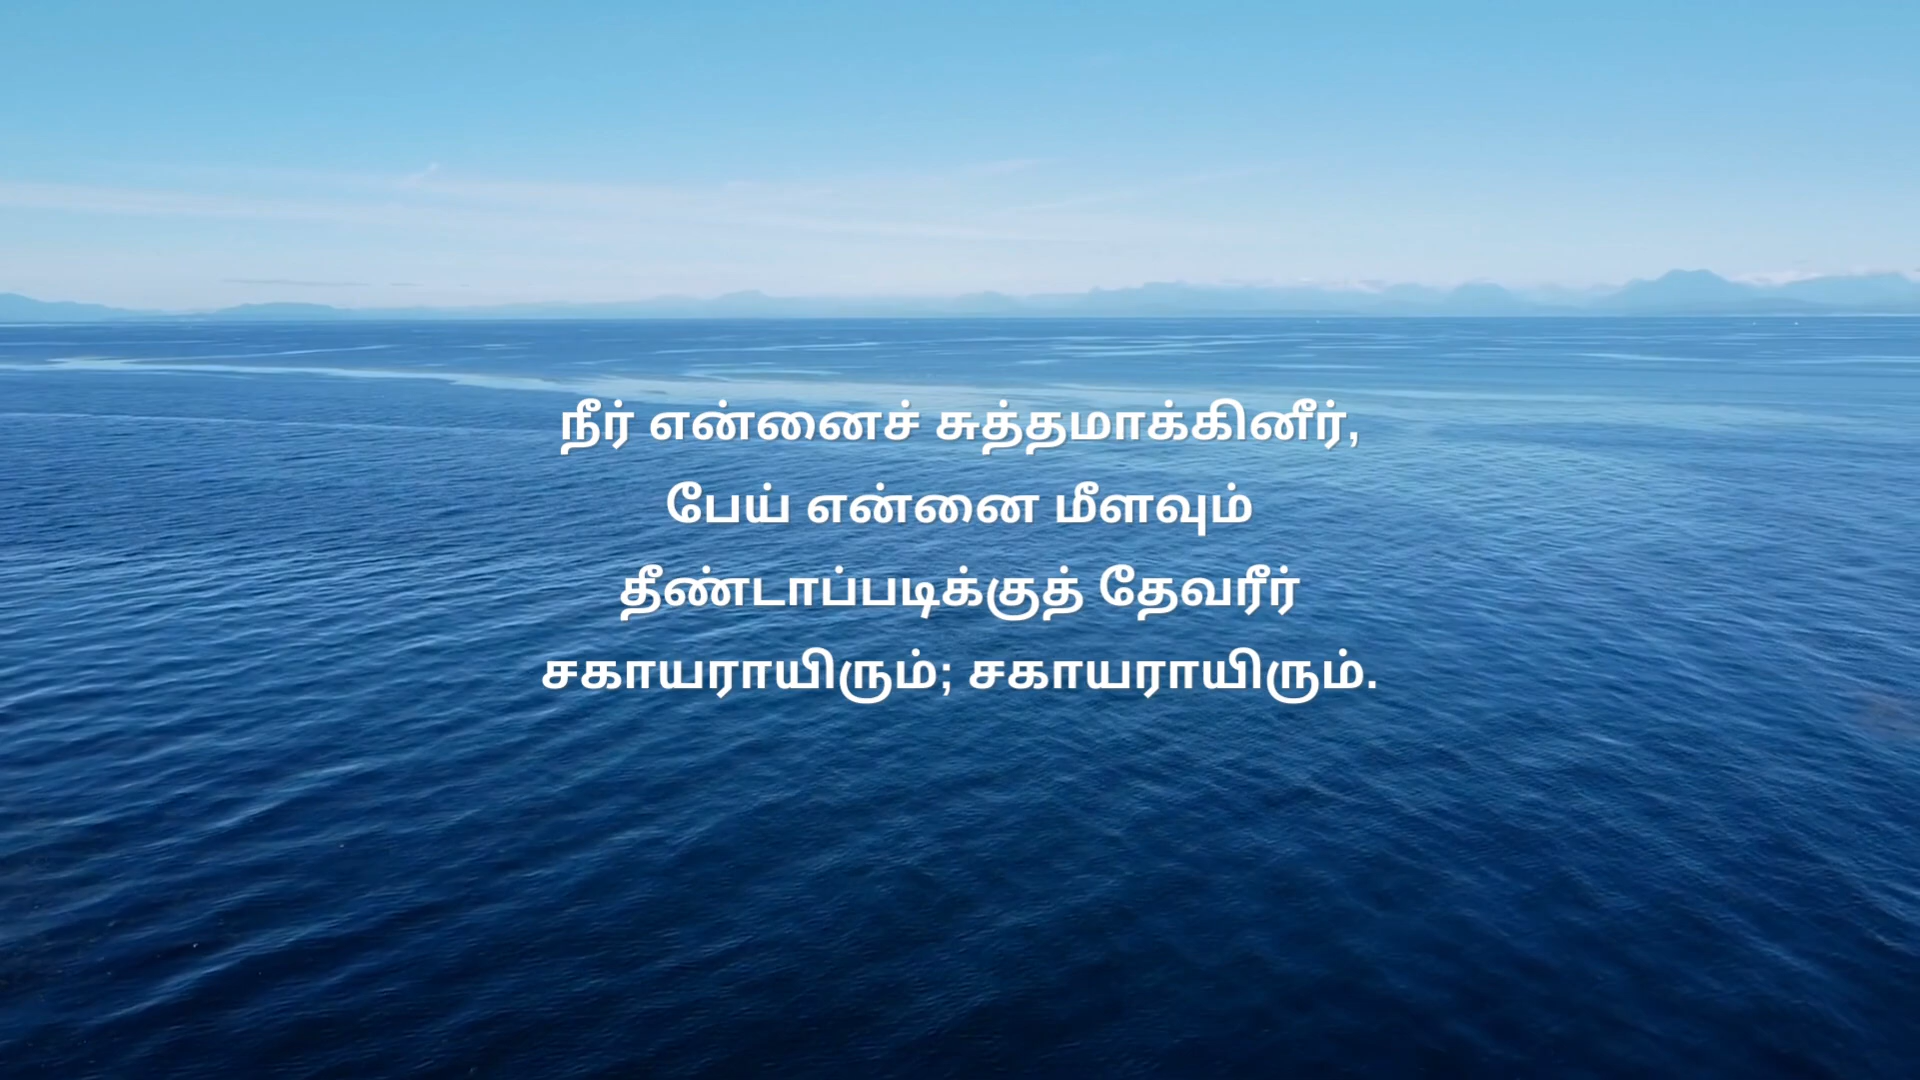 நீர் என்னைச் சுத்தமாக்கினீர்,
பேய் என்னை மீளவும்
தீண்டாப்படிக்குத் தேவரீர்
சகாயராயிரும்; சகாயராயிரும்.